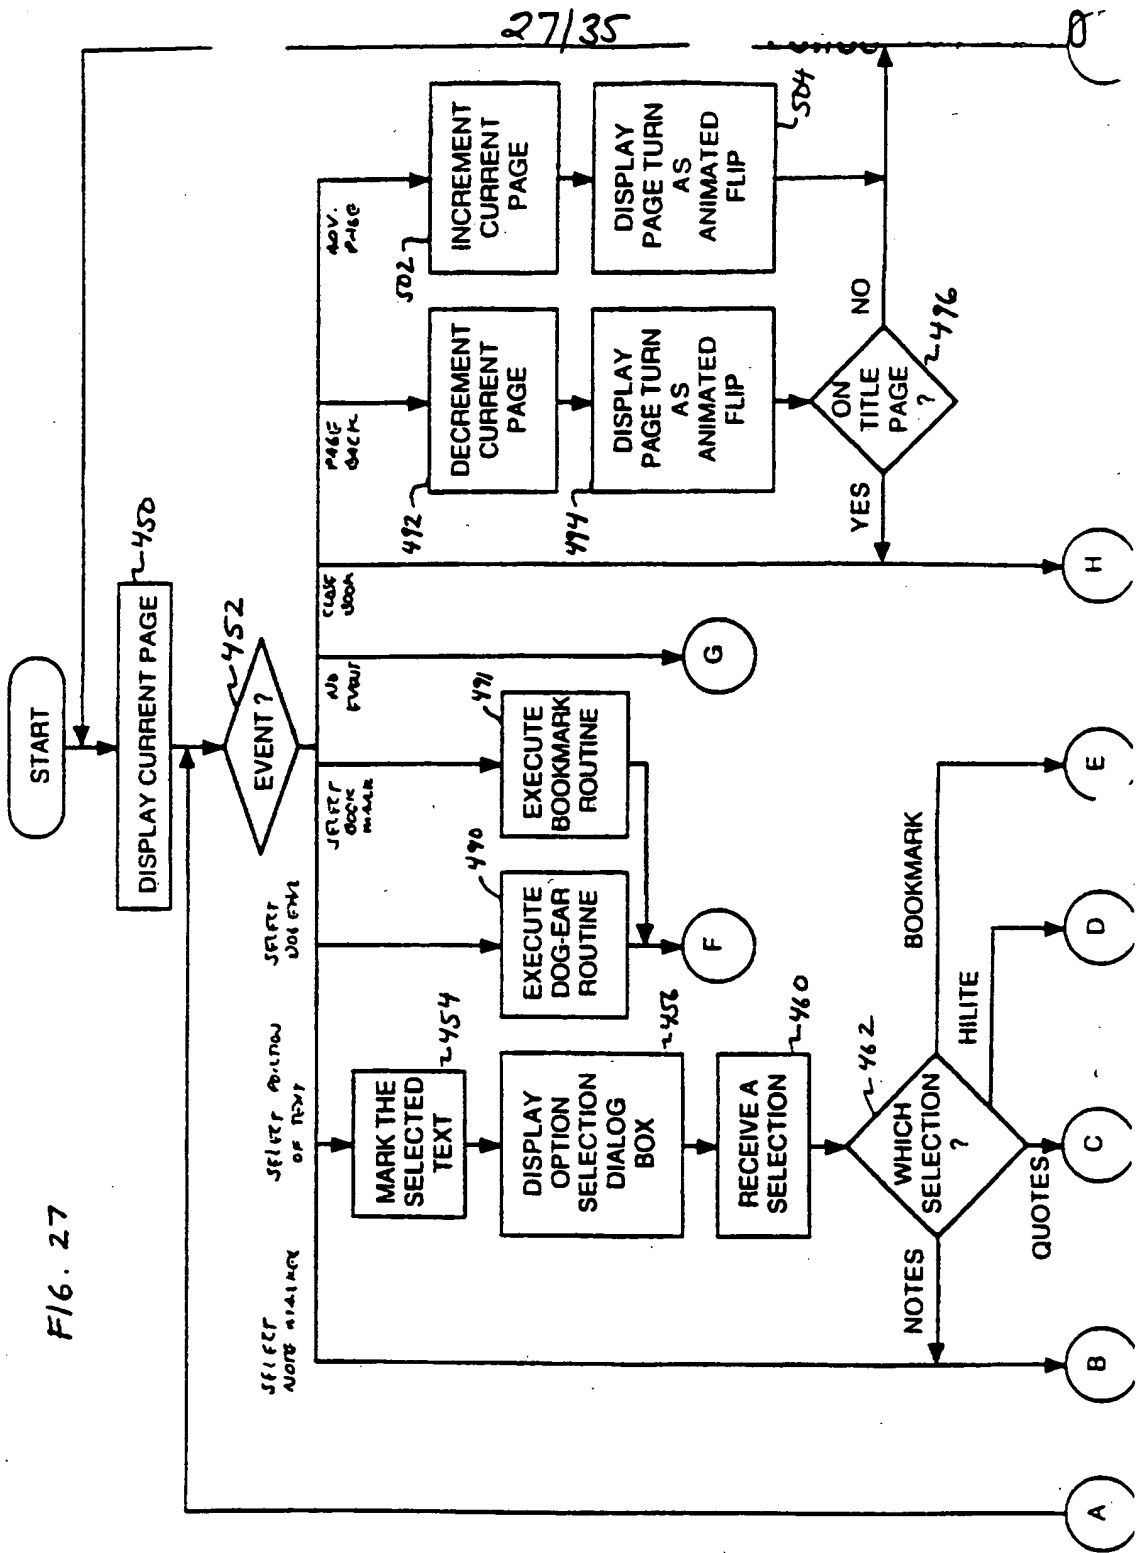 27/35
FIG. 27
START
DISPLAY CURRENT PAGE
450
EVENT ?
452
SELECT
NOTE MARKER
SELECT PORTION
OF TEXT
SELECT
DOG EAR
SELECT
BOOK
MARK
NO
EVENT
CLOSE
BOOK
PAGE
BACK
ADV.
PAGE
MARK THE
SELECTED
TEXT
454
DISPLAY
OPTION
SELECTION
DIALOG
BOX
RECEIVE A
SELECTION
460
WHICH
SELECTION
?
462
NOTES
QUOTES
HILITE
BOOKMARK
EXECUTE
DOG-EAR
ROUTINE
490
EXECUTE
BOOKMARK
ROUTINE
491
DECREMENT
CURRENT
PAGE
492
DISPLAY
PAGE TURN
AS
ANIMATED
FLIP
494
ON
TITLE
PAGE
?
496
YES
NO
INCREMENT
CURRENT
PAGE
502
DISPLAY
PAGE TURN
AS
ANIMATED
FLIP
504
A
B
C
D
E
F
G
H